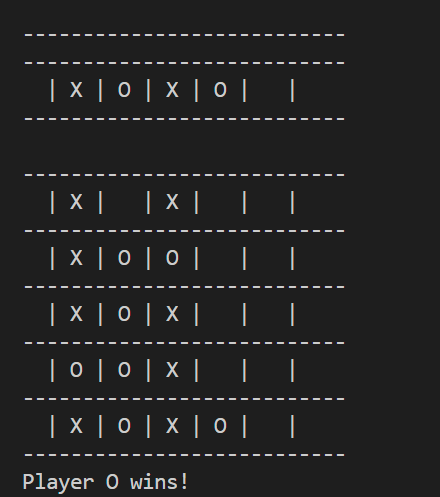 ---------------------------
---------------------------
  | X | O | X | O |   |
---------------------------

---------------------------
  | X |   | X |   |   |
---------------------------
  | X | O | O |   |   |
---------------------------
  | X | O | X |   |   |
---------------------------
  | O | O | X |   |   |
---------------------------
  | X | O | X | O |   |
---------------------------
Player O wins!